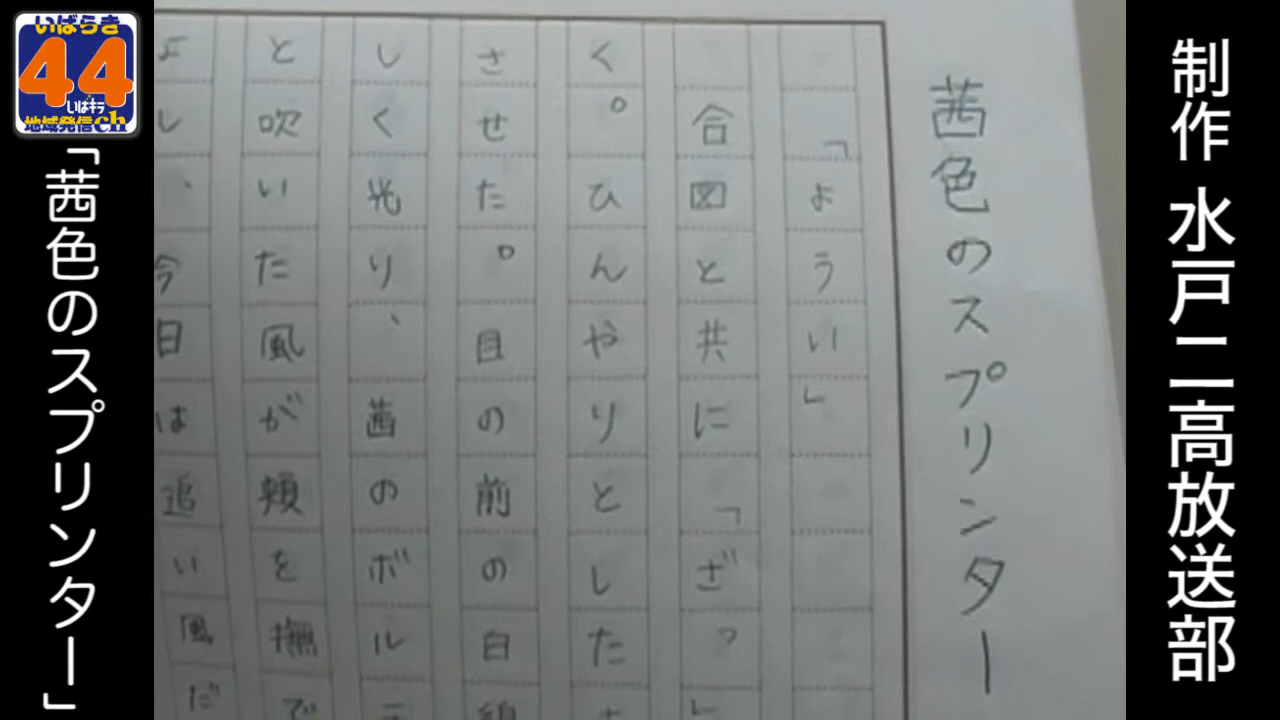 制作 水戸二高放送部
茜色のスプリンター
「ようい」
合図と共に「ざっ」
く。ひんやりとした
させた。目の前の白
しく光り、茜のボル
と吹いた風が頬を撫で
よし、今日は追い風だ
いばらき
44
いばキラ
地域発信ch
「茜色のスプリンター」